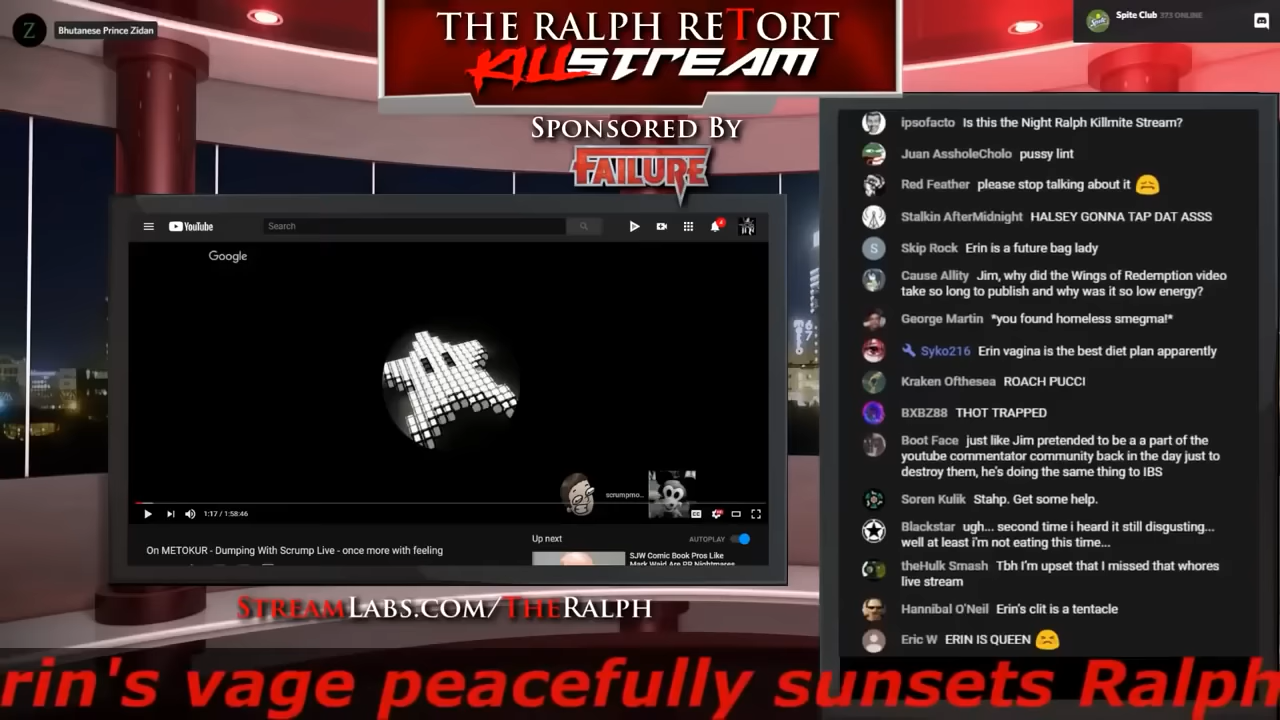 Z
Bhutanese Prince Zidan
THE RALPH RETORT
KILLSTREAM
SPONSORED BY
FAILURE
Spite Club 373 ONLINE
YouTube
Search
4
Google
scrumpmo...
1:17 / 1:58:46
On METOKUR - Dumping With Scrump Live - once more with feeling
Up next
AUTOPLAY
SJW Comic Book Pros Like
Mark Waid Are PR Nightmares
STREAMLABS.COM/THERALPH
ipsofacto Is this the Night Ralph Killmite Stream?
Juan AssholeCholo pussy lint
Red Feather please stop talking about it
Stalkin AfterMidnight HALSEY GONNA TAP DAT ASSS
S
Skip Rock Erin is a future bag lady
Cause Allity Jim, why did the Wings of Redemption video
take so long to publish and why was it so low energy?
George Martin *you found homeless smegma!*
Syko216 Erin vagina is the best diet plan apparently
Kraken Ofthesea ROACH PUCCI
BXBZ88 THOT TRAPPED
Boot Face just like Jim pretended to be a a part of the
youtube commentator community back in the day just to
destroy them, he's doing the same thing to IBS
Soren Kulik Stahp. Get some help.
Blackstar ugh... second time i heard it still disgusting...
well at least i'm not eating this time...
theHulk Smash Tbh I'm upset that I missed that whores
live stream
Hannibal O'Neil Erin's clit is a tentacle
Eric W ERIN IS QUEEN
rin's vage peacefully sunsets Ralph